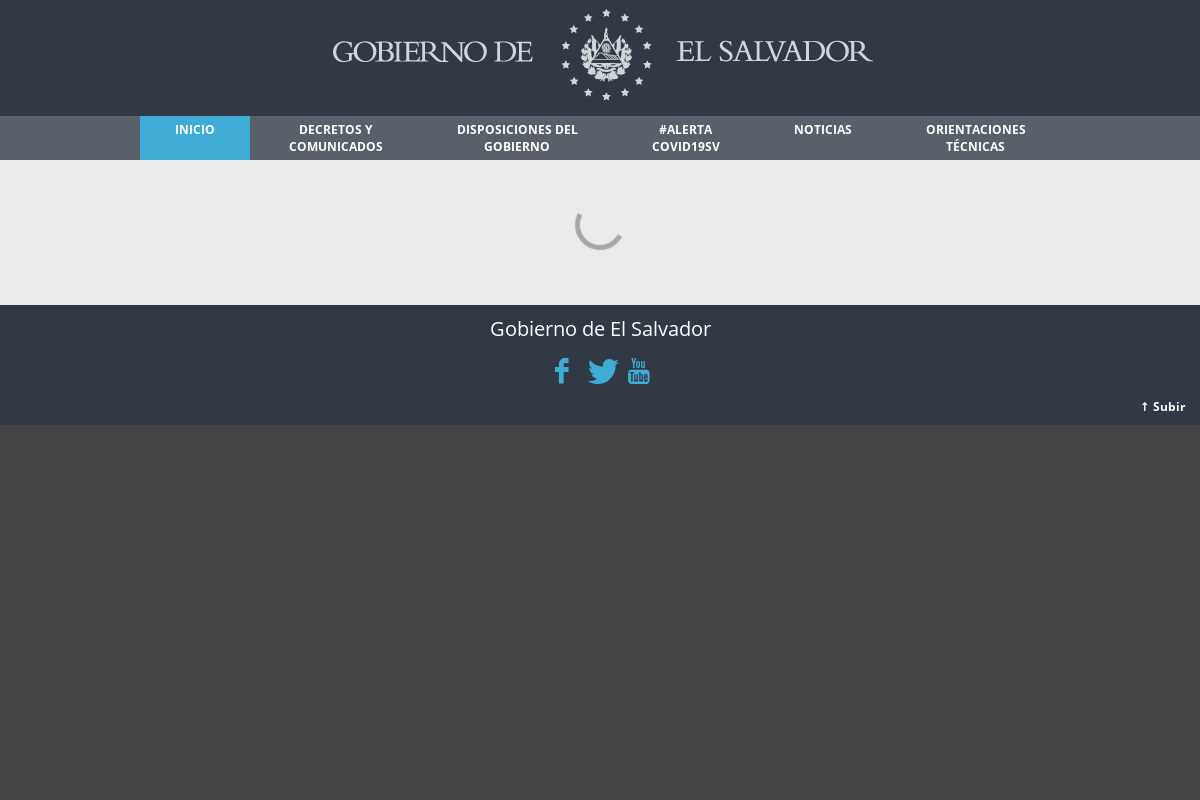 GOBIERNO DE EL SALVADOR
INICIO
DECRETOS Y
COMUNICADOS
DISPOSICIONES DEL
GOBIERNO
#ALERTA
COVID19SV
NOTICIAS
ORIENTACIONES
TÉCNICAS
Gobierno de El Salvador
You
Tube
↑ Subir